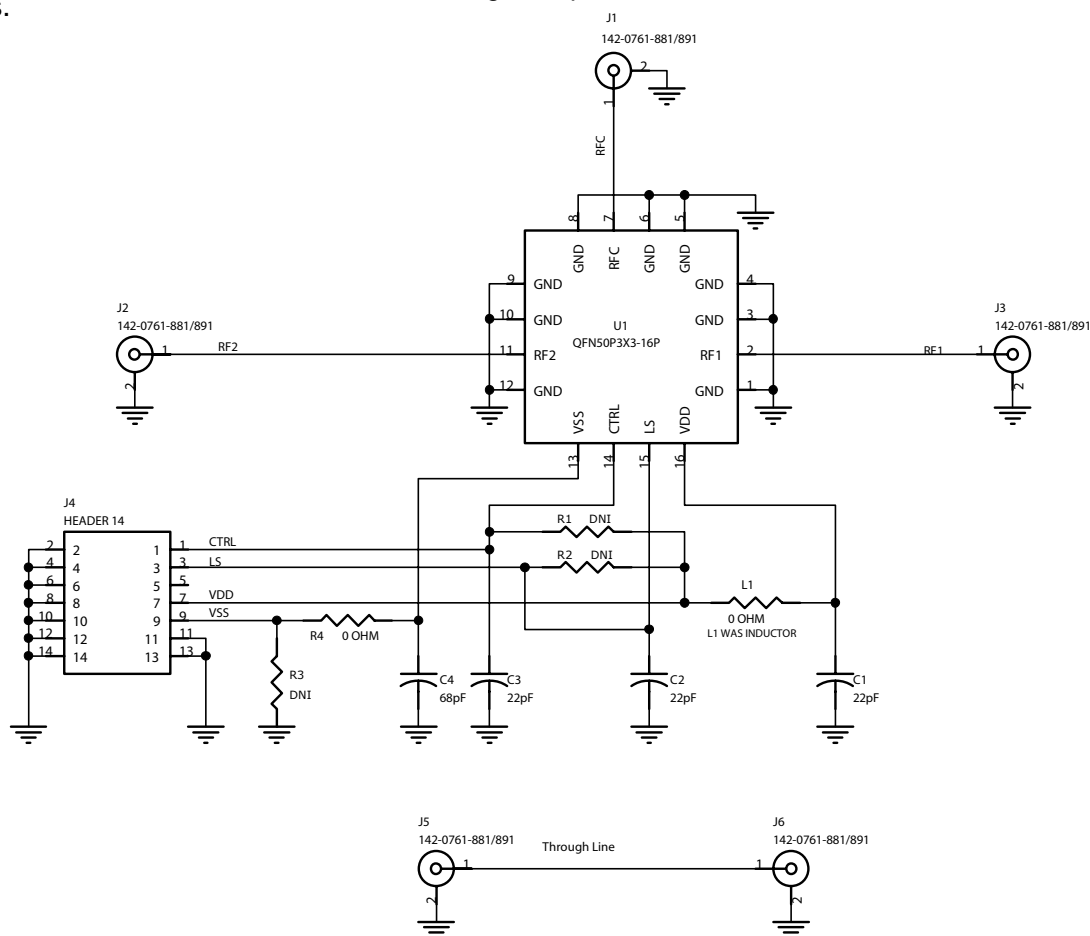 J1
142-0761-881/891
2
1
RFC
8
7
6
5
GND
RFC
GND
GND
9
GND
GND
4
10
GND
GND
3
U1
QFN50P3X3-16P
11
RF2
RF1
2
12
GND
GND
1
VSS
CTRL
LS
VDD
13
14
15
16
J2
142-0761-881/891
1
RF2
2
J3
142-0761-881/891
RF1
1
2
J4
HEADER 14
2 2 1 1 CTRL
4 4 3 3 LS
6 6 5 5
8 8 7 7 VDD
10 10 9 9 VSS
12 12 11 11
14 14 13 13
R1 DNI
R2 DNI
L1
0 OHM
L1 WAS INDUCTOR
R4 0 OHM
R3
DNI
C4
68pF
C3
22pF
C2
22pF
C1
22pF
J5
142-0761-881/891
1
2
Through Line
J6
142-0761-881/891
1
2